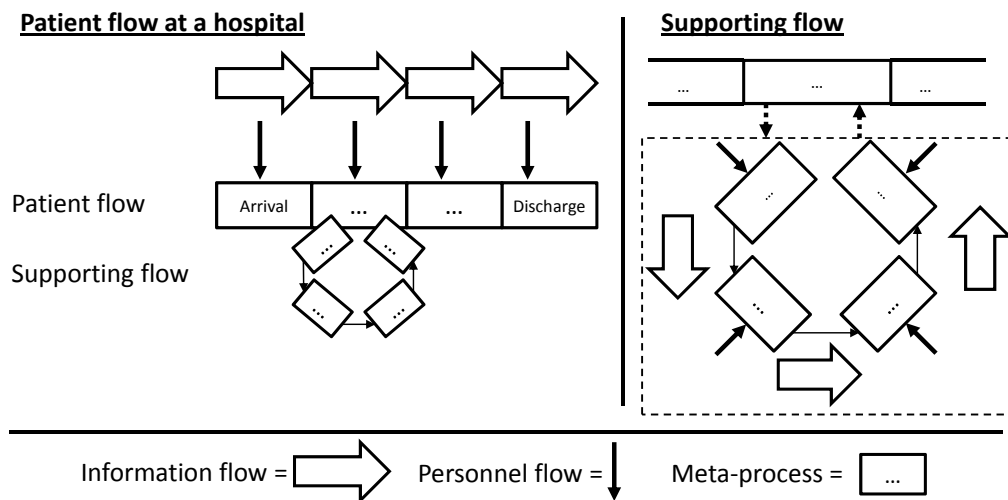 Patient flow at a hospital
Patient flow
Arrival
...
...
Discharge
Supporting flow
...
...
...
...
Supporting flow
...
...
...
...
...
...
...
Information flow =
Personnel flow =
Meta-process =
...